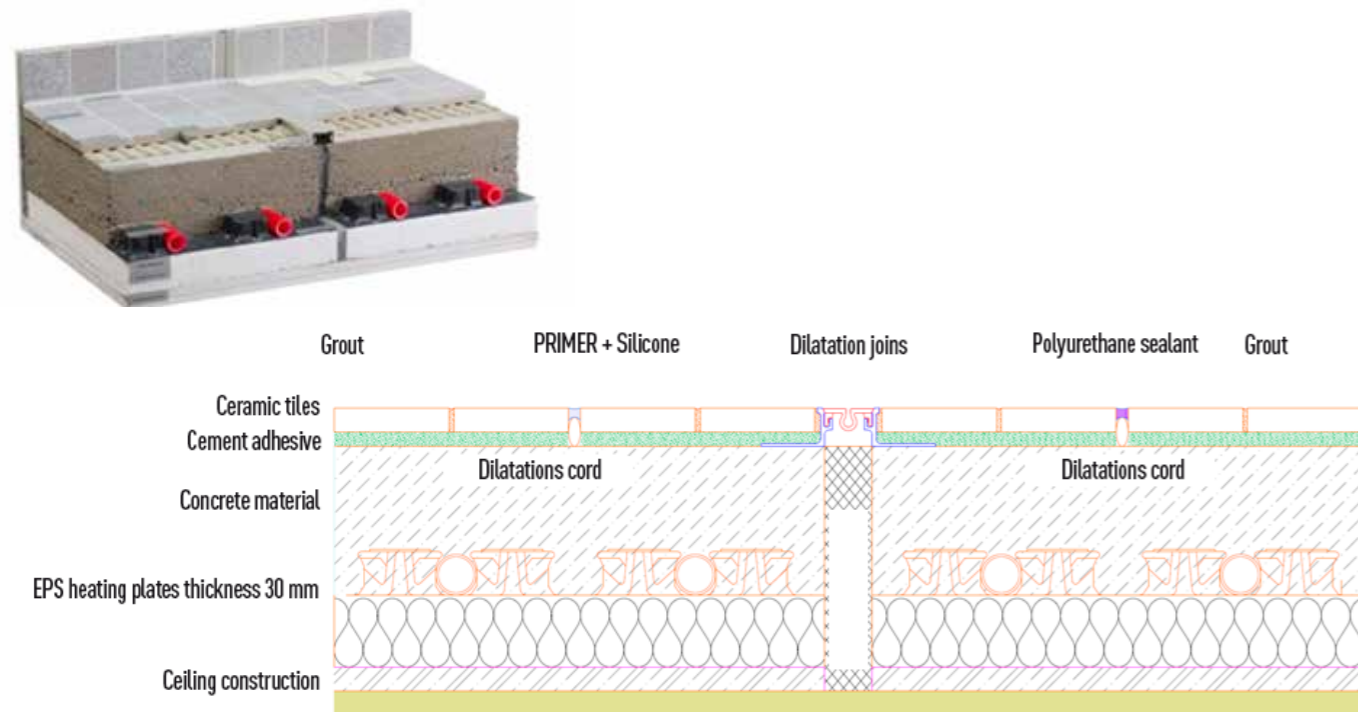 Grout
PRIMER + Silicone
Dilatation joins
Polyurethane sealant
Grout
Ceramic tiles
Cement adhesive
Dilatations cord
Dilatations cord
Concrete material
EPS heating plates thickness 30 mm
Ceiling construction